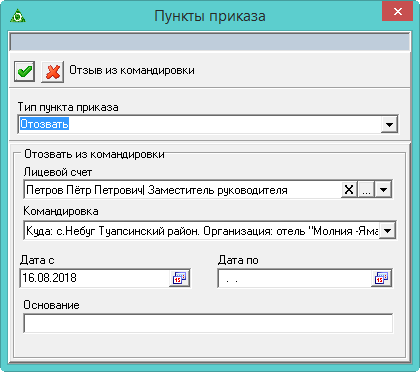 Пункты приказа
Отзыв из командировки
Тип пункта приказа
Отозвать
Отозвать из командировки
Лицевой счет
Петров Пётр Петрович| Заместитель руководителя
Командировка
Куда: с.Небуг Туапсинский район. Организация: отель "Молния -Яма
Дата с Дата по
16.08.2018 . .
Основание